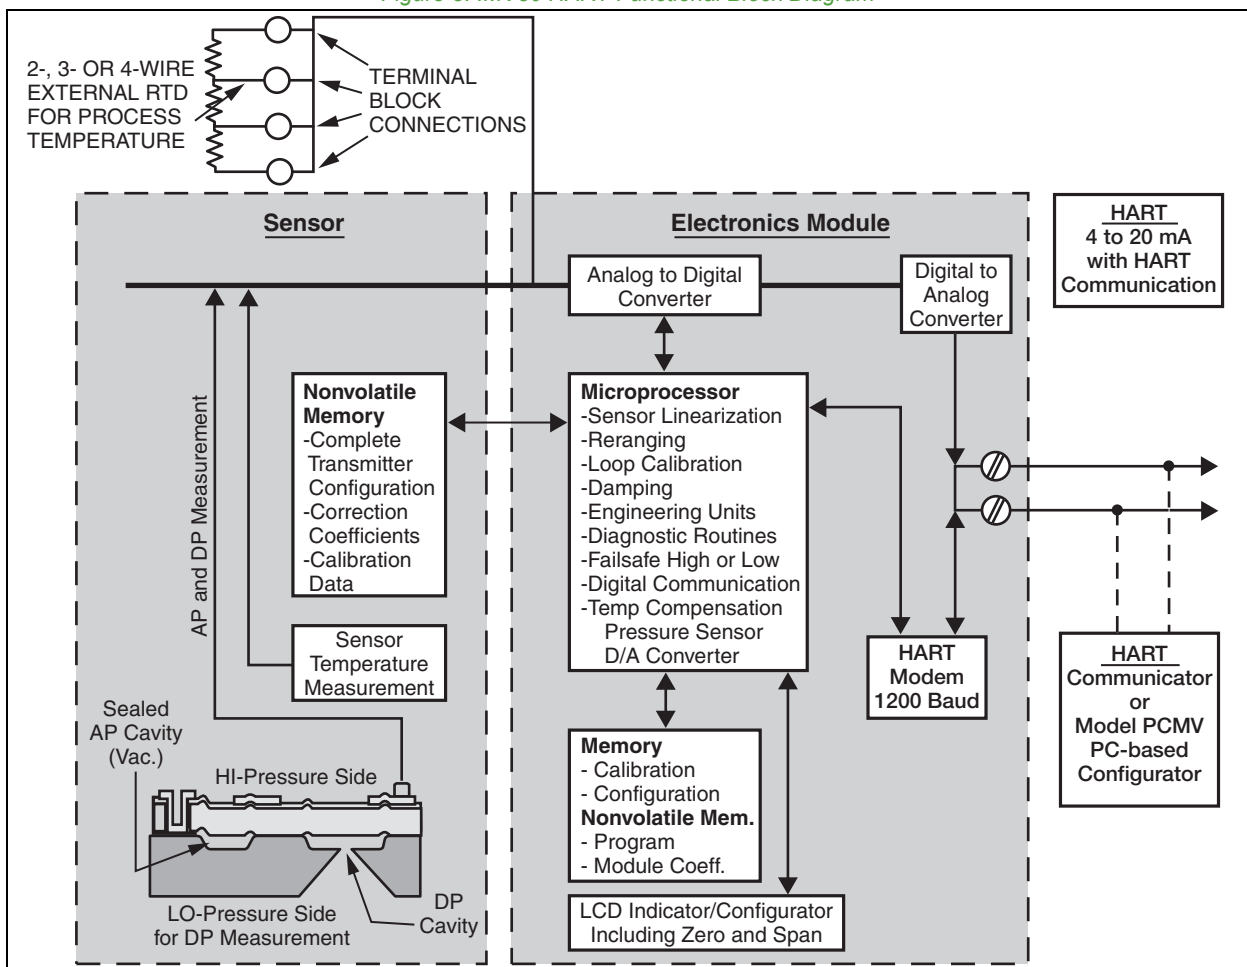 2-, 3- OR 4-WIRE
EXTERNAL RTD
FOR PROCESS
TEMPERATURE
TERMINAL
BLOCK
CONNECTIONS
Sensor
Electronics Module
HART
4 to 20 mA
with HART
Communication
Analog to Digital
Converter
Digital to
Analog
Converter
AP and DP Measurement
Nonvolatile
Memory
-Complete
Transmitter
Configuration
-Correction
Coefficients
-Calibration
Data
Microprocessor
-Sensor Linearization
-Reranging
-Loop Calibration
-Damping
-Engineering Units
-Diagnostic Routines
-Failsafe High or Low
-Digital Communication
-Temp Compensation
Pressure Sensor
D/A Converter
Sensor
Temperature
Measurement
HART
Modem
1200 Baud
HART
Communicator
or
Model PCMV
PC-based
Configurator
Sealed
AP Cavity
(Vac.)
HI-Pressure Side
Memory
- Calibration
- Configuration
Nonvolatile Mem.
- Program
- Module Coeff.
LO-Pressure Side
for DP Measurement
DP
Cavity
LCD Indicator/Configurator
Including Zero and Span